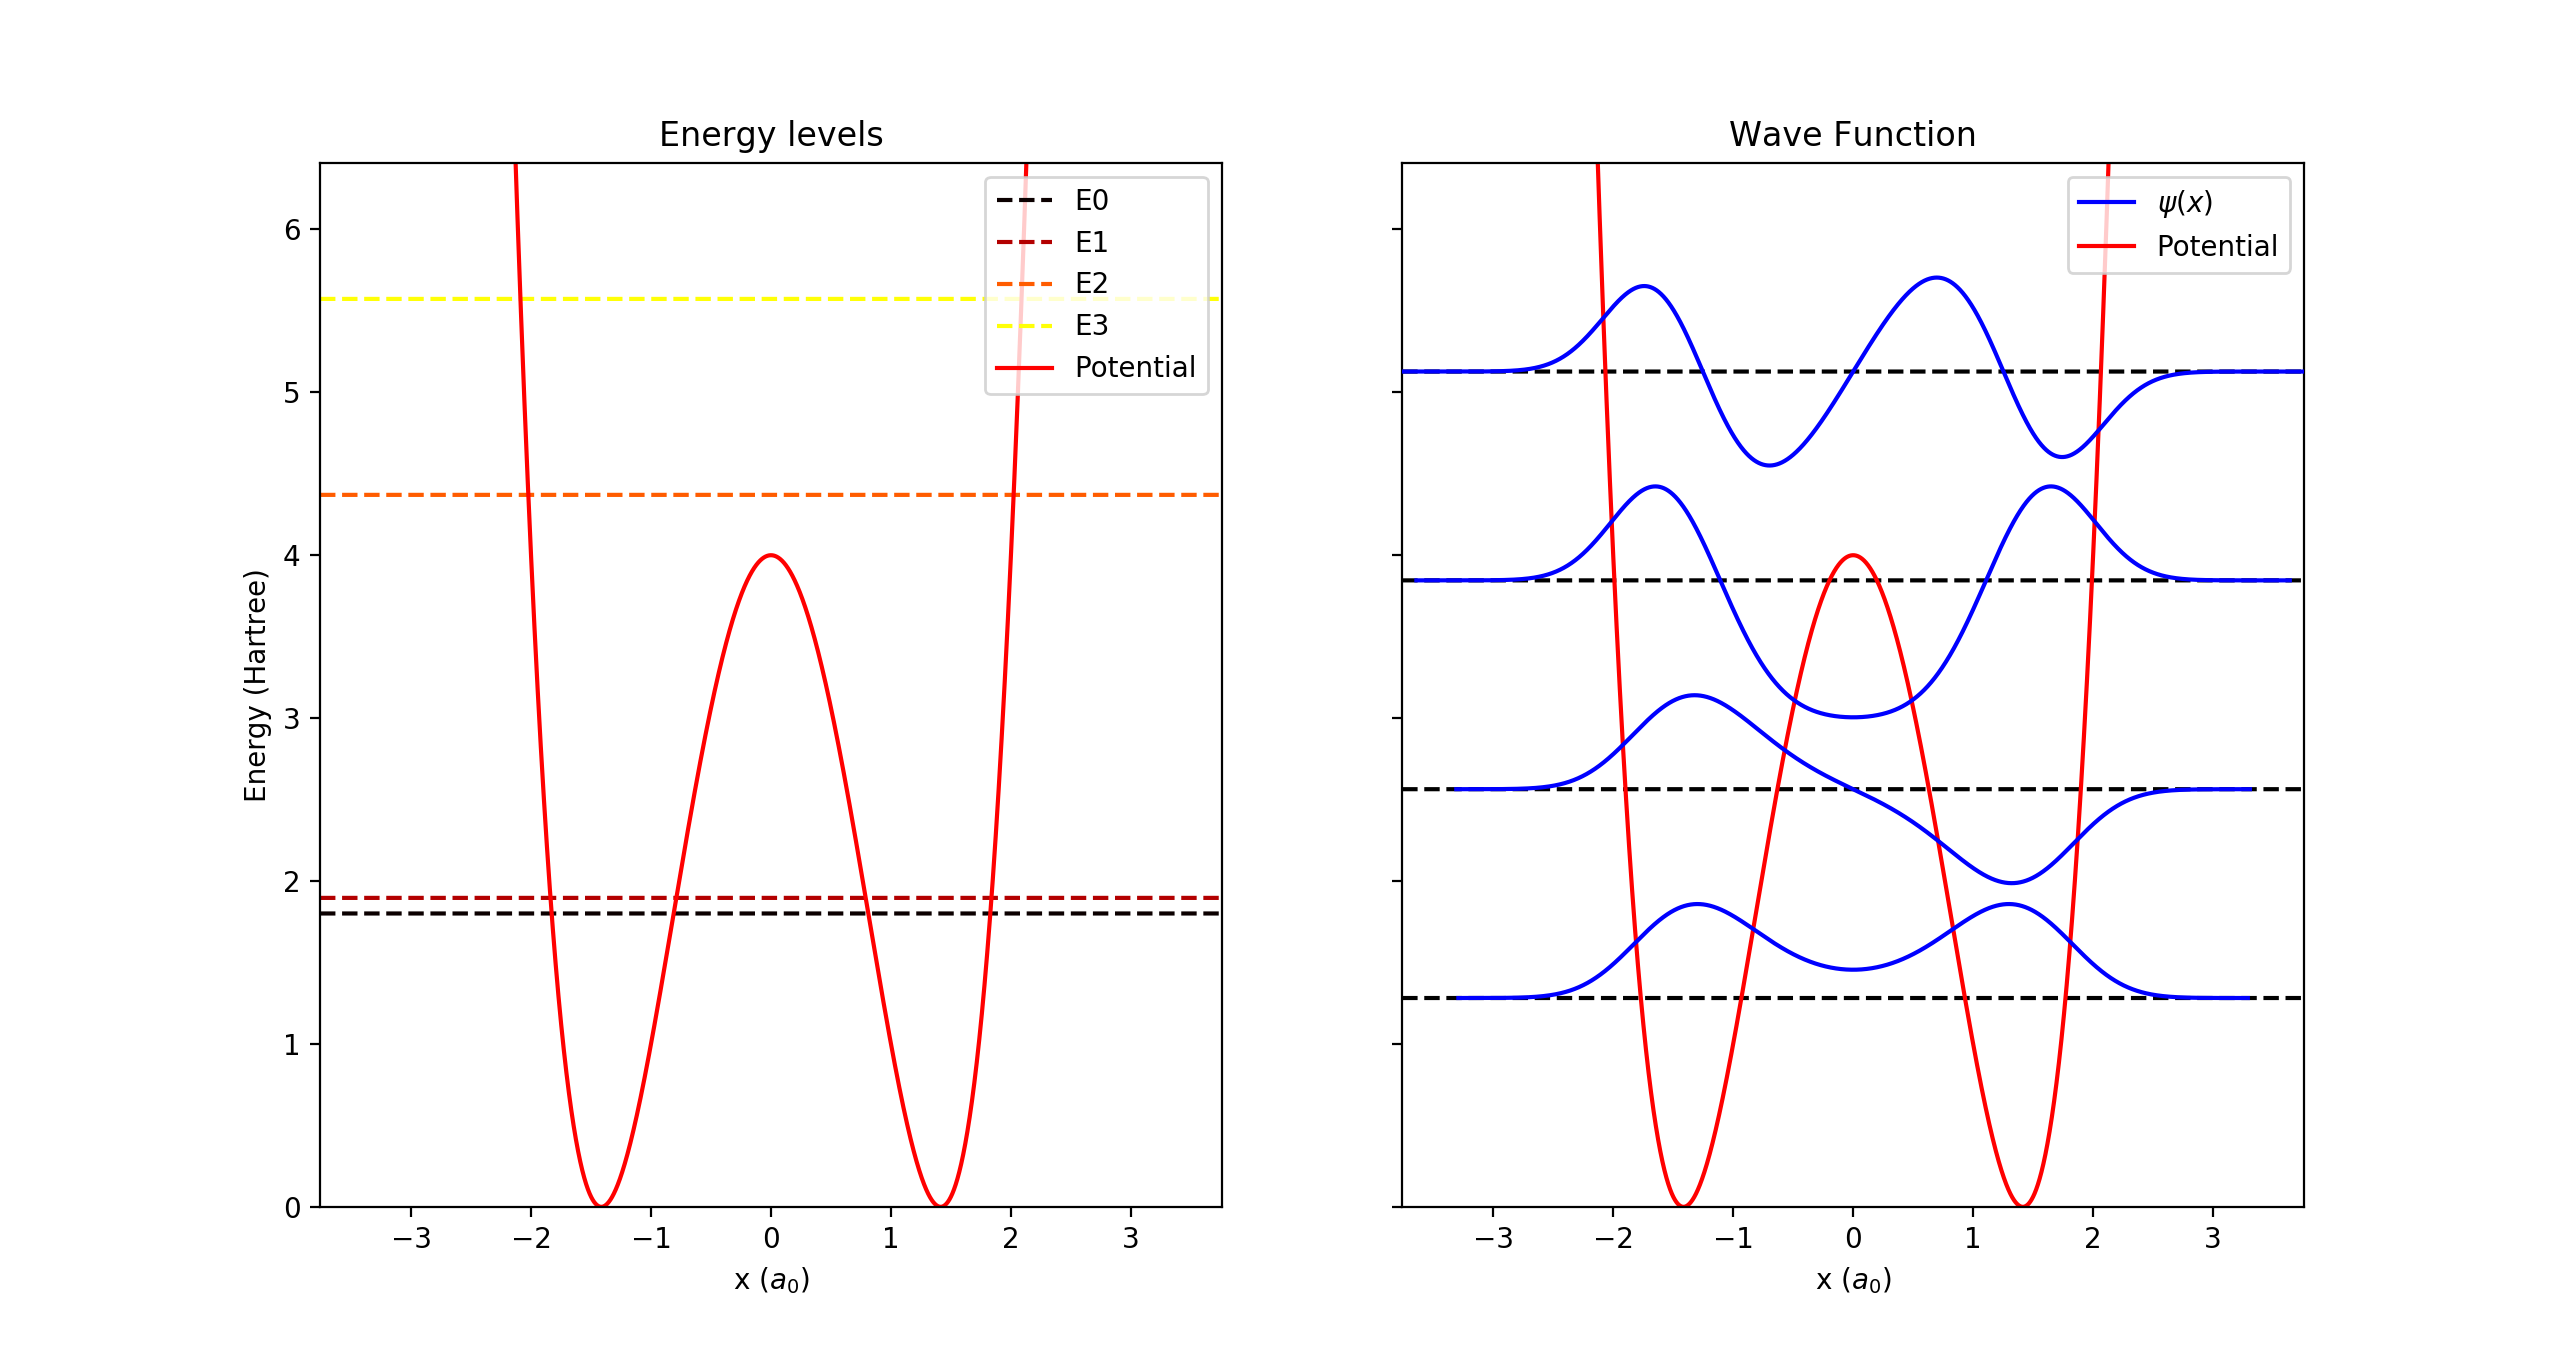 Energy levels
Energy (Hartree)
6
5
4
3
2
1
0
E0
E1
E2
E3
Potential
−3 −2 −1 0 1 2 3
x (a₀)
Wave Function
ψ(x)
Potential
−3 −2 −1 0 1 2 3
x (a₀)